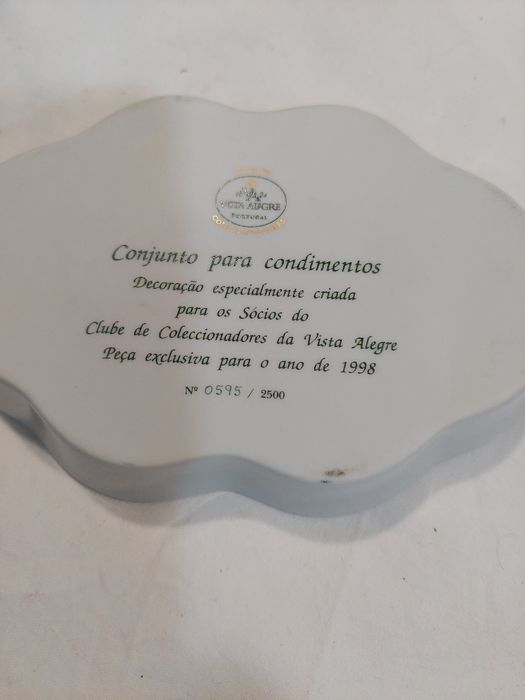 VISTA ALEGRE
PORTUGAL
Conjunto para condimentos
Decoração especialmente criada
para os Sócios do
Clube de Coleccionadores da Vista Alegre
Peça exclusiva para o ano de 1998
Nº 0595 / 2500